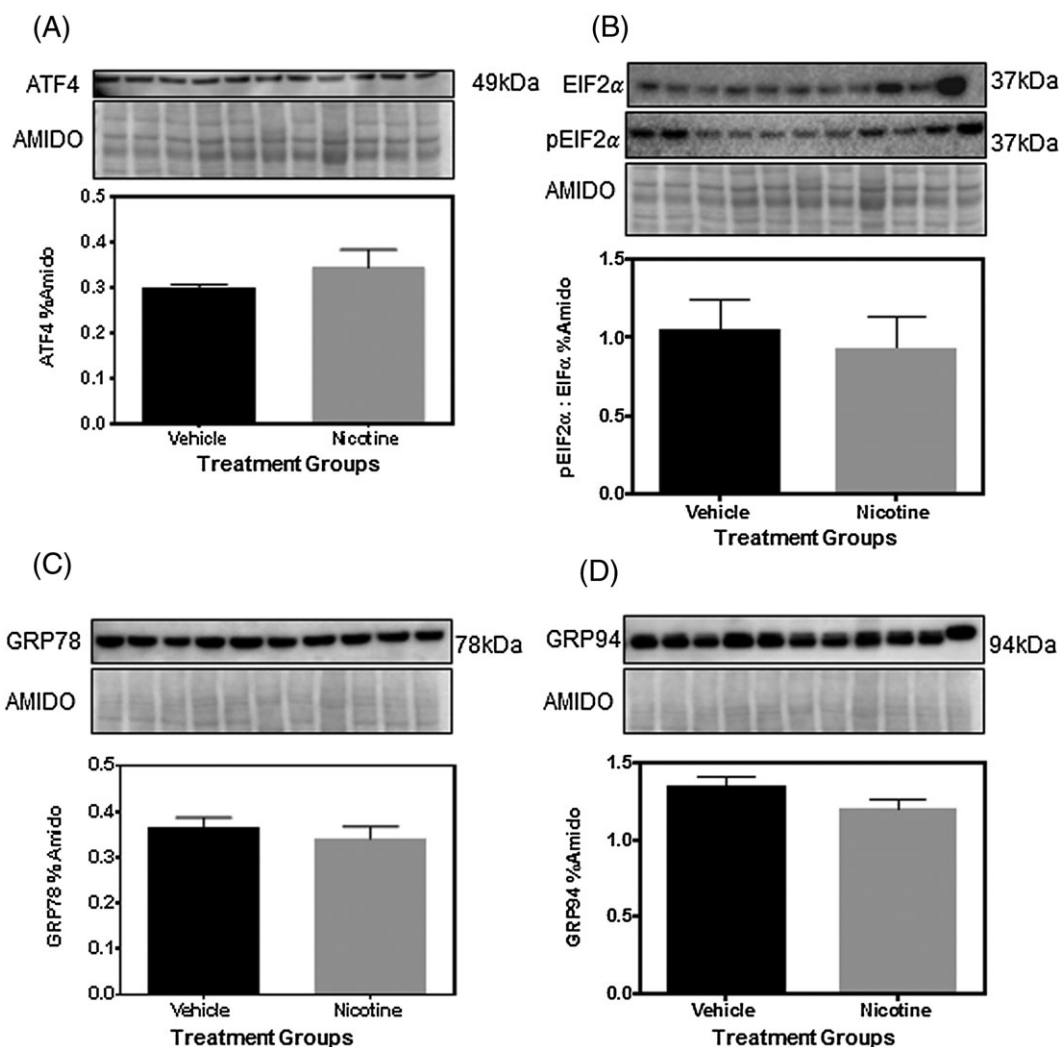 (A)
ATF4
49kDa
AMIDO
0.5
0.4
0.3
0.2
0.1
0.0
ATF4 %Amido
Vehicle
Nicotine
Treatment Groups
(B)
EIF2α
37kDa
pEIF2α
37kDa
AMIDO
1.5
1.0
0.5
0.0
pEIF2α : EIFα %Amido
Vehicle
Nicotine
Treatment Groups
(C)
GRP78
78kDa
AMIDO
0.5
0.4
0.3
0.2
0.1
0.0
GRP78 % Amido
Vehicle
Nicotine
Treatment Groups
(D)
GRP94
94kDa
AMIDO
1.5
1.0
0.5
0.0
GRP94 %Amido
Vehicle
Nicotine
Treatment Groups